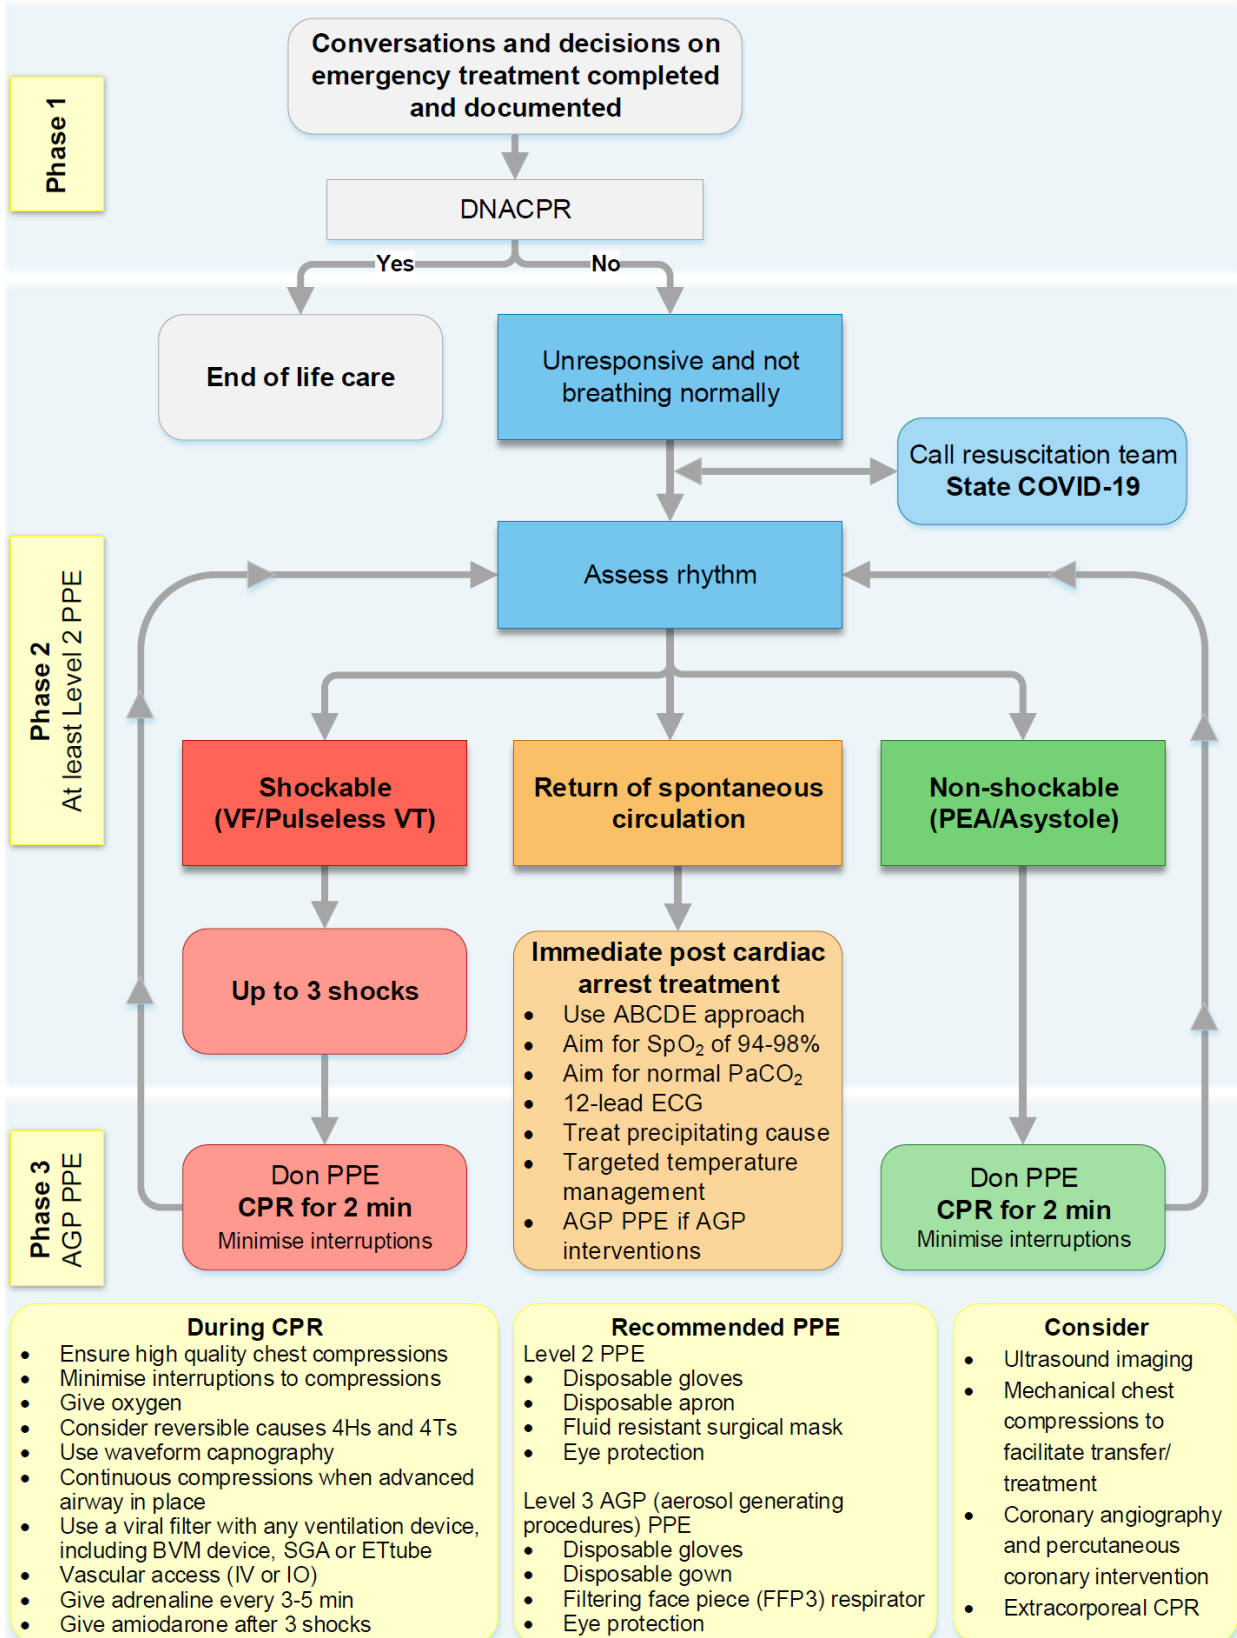 Conversations and decisions on
emergency treatment completed
and documented
Phase 1
DNACPR
Yes
No
End of life care
Unresponsive and not
breathing normally
Call resuscitation team
State COVID-19
Phase 2
At least Level 2 PPE
Assess rhythm
Shockable
(VF/Pulseless VT)
Return of spontaneous
circulation
Non-shockable
(PEA/Asystole)
Up to 3 shocks
Immediate post cardiac
arrest treatment
• Use ABCDE approach
• Aim for SpO₂ of 94-98%
• Aim for normal PaCO₂
• 12-lead ECG
• Treat precipitating cause
• Targeted temperature
management
• AGP PPE if AGP
interventions
Phase 3
AGP PPE
Don PPE
CPR for 2 min
Minimise interruptions
Don PPE
CPR for 2 min
Minimise interruptions
During CPR
• Ensure high quality chest compressions
• Minimise interruptions to compressions
• Give oxygen
• Consider reversible causes 4Hs and 4Ts
• Use waveform capnography
• Continuous compressions when advanced
airway in place
• Use a viral filter with any ventilation device,
including BVM device, SGA or ETtube
• Vascular access (IV or IO)
• Give adrenaline every 3-5 min
• Give amiodarone after 3 shocks
Recommended PPE
Level 2 PPE
• Disposable gloves
• Disposable apron
• Fluid resistant surgical mask
• Eye protection
Level 3 AGP (aerosol generating
procedures) PPE
• Disposable gloves
• Disposable gown
• Filtering face piece (FFP3) respirator
• Eye protection
Consider
• Ultrasound imaging
• Mechanical chest
compressions to
facilitate transfer/
treatment
• Coronary angiography
and percutaneous
coronary intervention
• Extracorporeal CPR